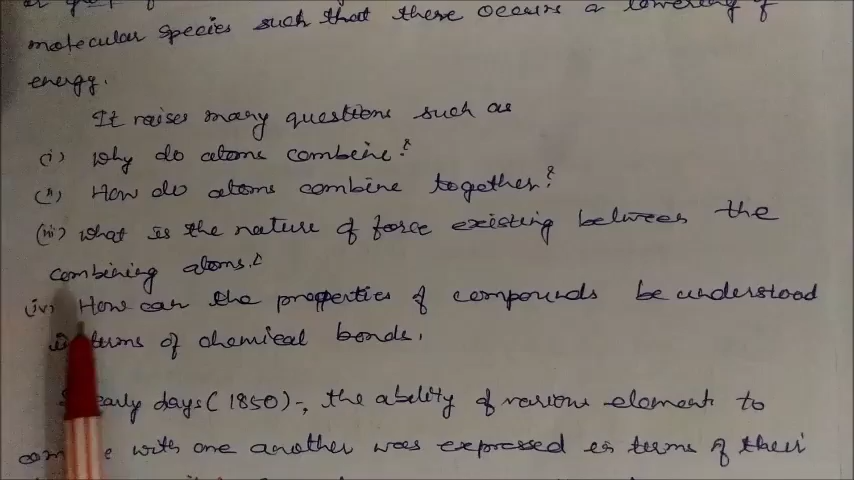 molecular species such that there occurs a lowering of
energy.
It raises many questions such as
(i) Why do atoms combine?
(ii) How do atoms combine together?
(iii) What is the nature of force existing between the
combining atoms?
(iv) How can the properties of compounds be understood
in terms of chemical bonds.
early days (1850)-, the ability of various element to
with one another was expressed in terms of their